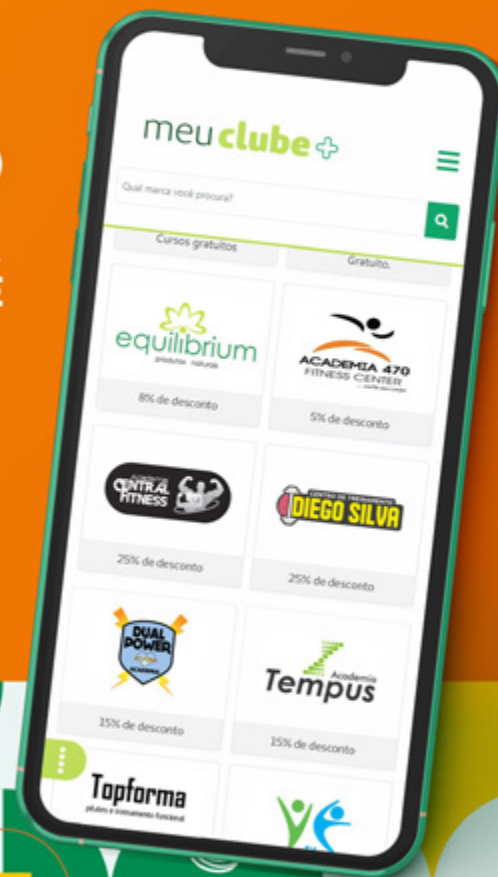 meu clube
Qual marca você procura?
Cursos gratuitos
Gratuito.
equilibrium
produtos naturais
8% de desconto
ACADEMIA 470
FITNESS CENTER
5% de desconto
Academia
CENTRAL
FITNESS
25% de desconto
CENTRO DE TREINAMENTO
DIEGO SILVA
25% de desconto
DUAL
POWER
ACADEMIA
15% de desconto
Academia
Tempus
15% de desconto
Topforma
pilates e treinamento funcional